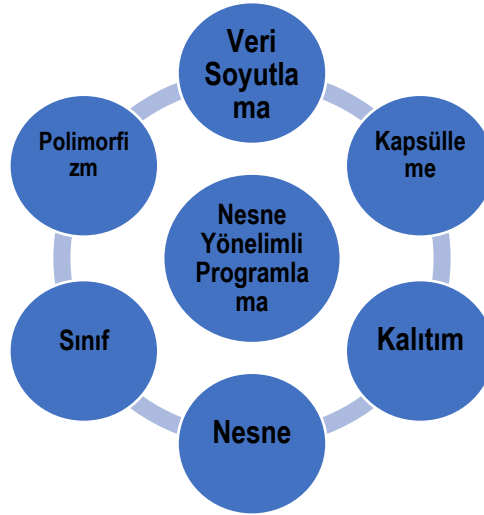 Veri
Soyutla
ma
Polimorfi
zm
Kapsülle
me
Nesne
Yönelimli
Programla
ma
Sınıf
Kalıtım
Nesne